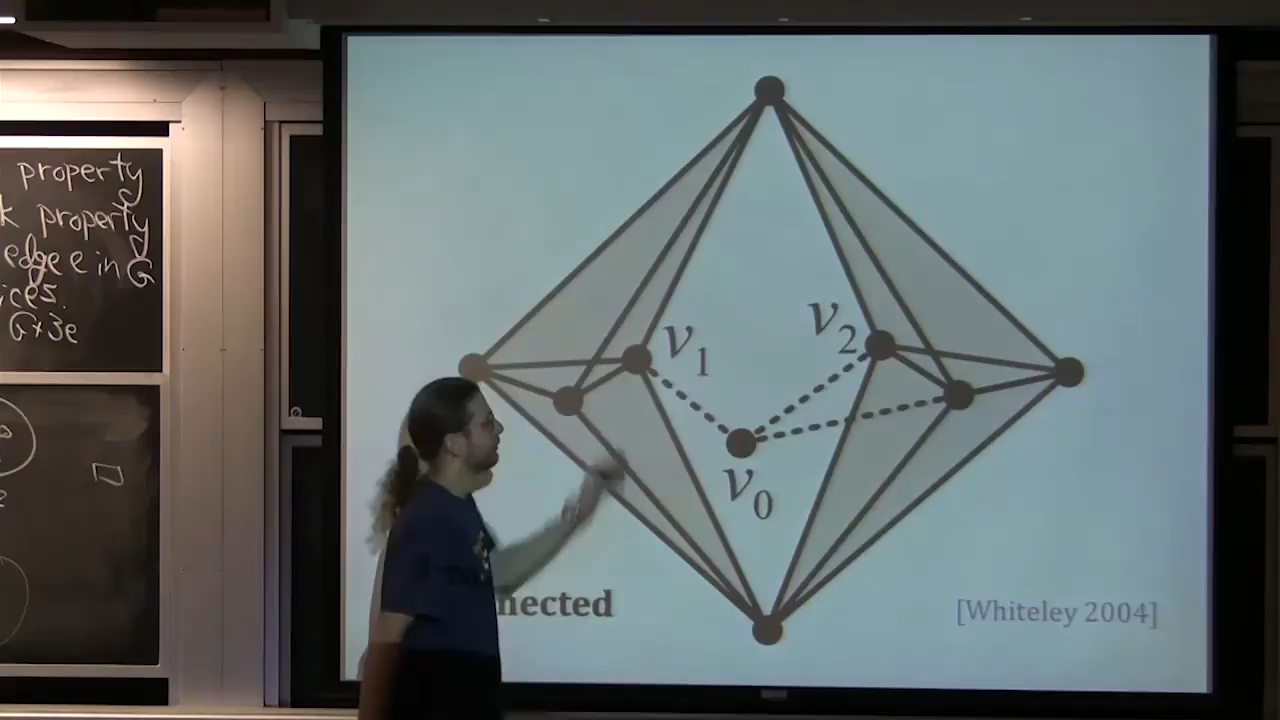 property
k property
edge e in G
ices.
G+3e
v1
v2
v0
nected
[Whiteley 2004]